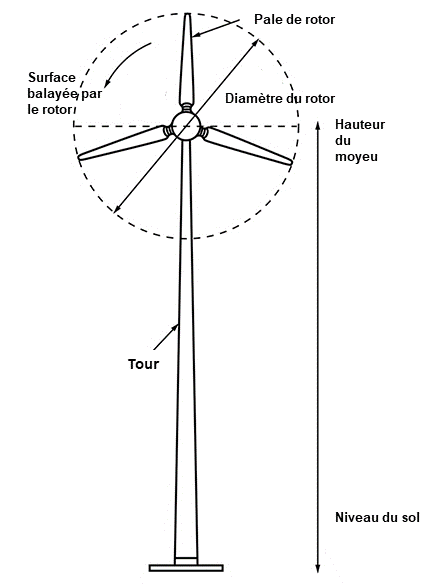 Pale de rotor
Surface
balayée par
le rotor
Diamètre du rotor
Hauteur
du
moyeu
Tour
Niveau du sol